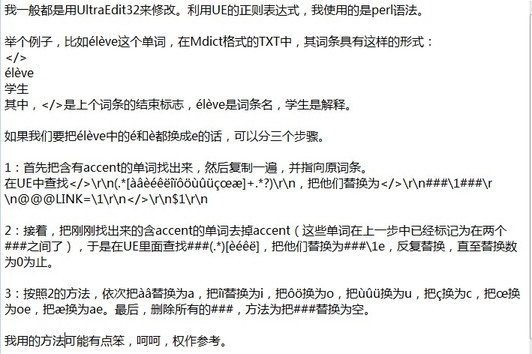 我一般都是用UltraEdit32来修改。利用UE的正则表达式，我使用的是perl语法。
举个例子，比如élève这个单词，在Mdict格式的TXT中，其词条具有这样的形式：
</>
élève
学生
其中，</>是上个词条的结束标志，élève是词条名，学生是解释。
如果我们要把élève中的é和è都换成e的话，可以分三个步骤。
1：首先把含有accent的单词找出来，然后复制一遍，并指向原词条。
在UE中查找</>\r\n(.*[àâèéêëïîôöùûüçœæ]+.*?)\r\n，把他们替换为</>\r\n###\1###\r
\n@@@LINK=\1\r\n</>\r\n$1\r\n
2：接着，把刚刚找出来的含accent的单词去掉accent（这些单词在上一步中已经标记为在两个
###之间了），于是在UE里面查找###(.*)[èéêë]，把他们替换为###\1e，反复替换，直至替换数
为0为止。
3：按照2的方法，依次把àâ替换为a，把ïî替换为i，把ôö替换为o，把ùûü替换为u，把ç换为c，把œ换
为oe，把æ换为ae。最后，删除所有的###，方法为把###替换为空。
我用的方法可能有点笨，呵呵，权作参考。